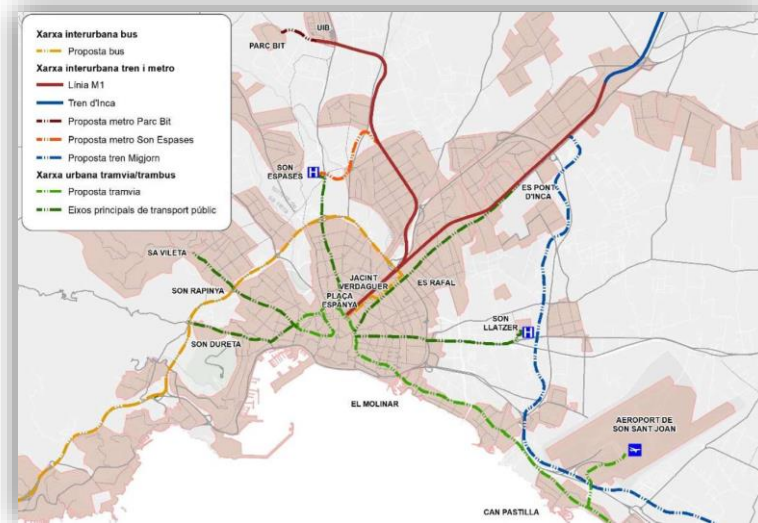 Xarxa interurbana bus
Proposta bus
Xarxa interurbana tren i metro
Línia M1
Tren d'Inca
Proposta metro Parc Bit
Proposta metro Son Espases
Proposta tren Migjorn
Xarxa urbana tramvia/trambus
Proposta tramvia
Eixos principals de transport públic
UIB
PARC BIT
SON
ESPASES
H
ES PONT
D'INCA
SA VILETA
JACINT
VERDAGUER
PLAÇA
ESPANYA
ES RAFAL
SON RAPINYA
SON
LLATZER
H
SON DURETA
EL MOLINAR
AEROPORT DE
SON SANT JOAN
CAN PASTILLA